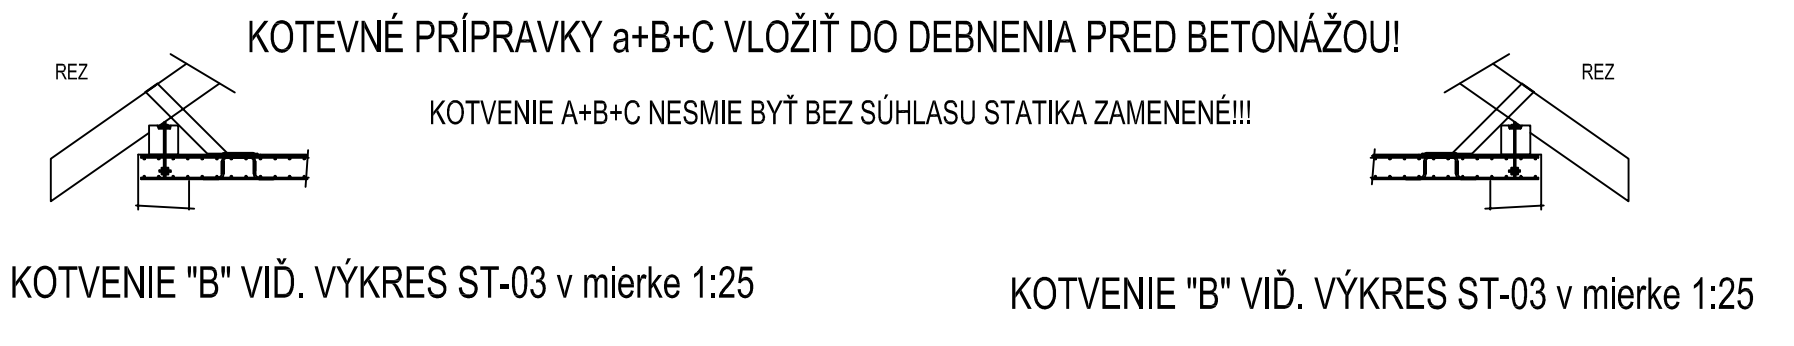 KOTEVNÉ PRÍPRAVKY a+B+C VLOŽIŤ DO DEBNENIA PRED BETONÁŽOU!
REZ
REZ
KOTVENIE A+B+C NESMIE BYŤ BEZ SÚHLASU STATIKA ZAMENENÉ!!!
KOTVENIE "B" VIĎ. VÝKRES ST-03 v mierke 1:25
KOTVENIE "B" VIĎ. VÝKRES ST-03 v mierke 1:25